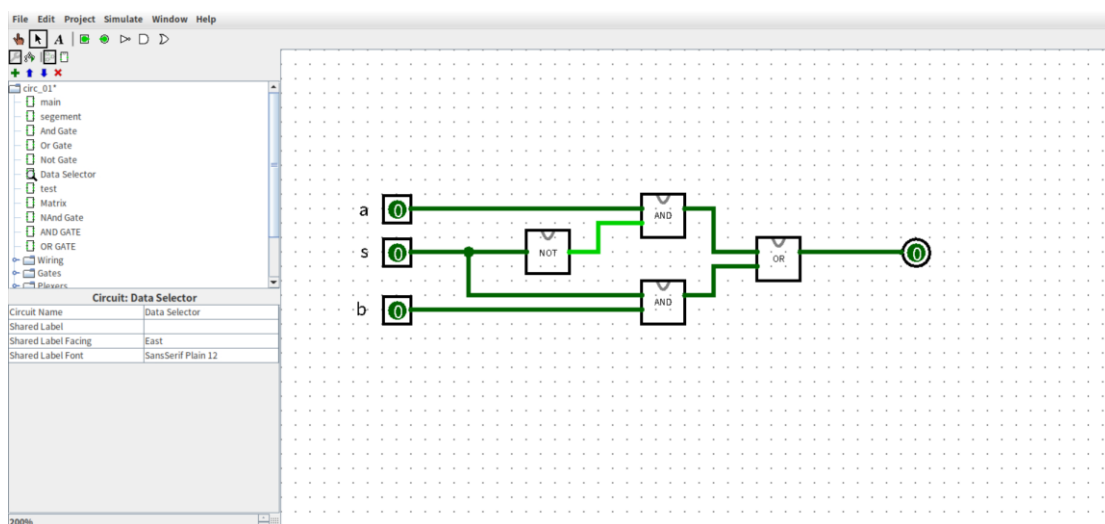 File Edit Project Simulate Window Help
A
circ_01*
main
segement
And Gate
Or Gate
Not Gate
Data Selector
test
Matrix
NAnd Gate
AND GATE
OR GATE
Wiring
Gates
Plexers
Circuit: Data Selector
Circuit Name Data Selector
Shared Label
Shared Label Facing East
Shared Label Font SansSerif Plain 12
200%
a 0 AND
s 0 NOT OR 0
b 0 AND